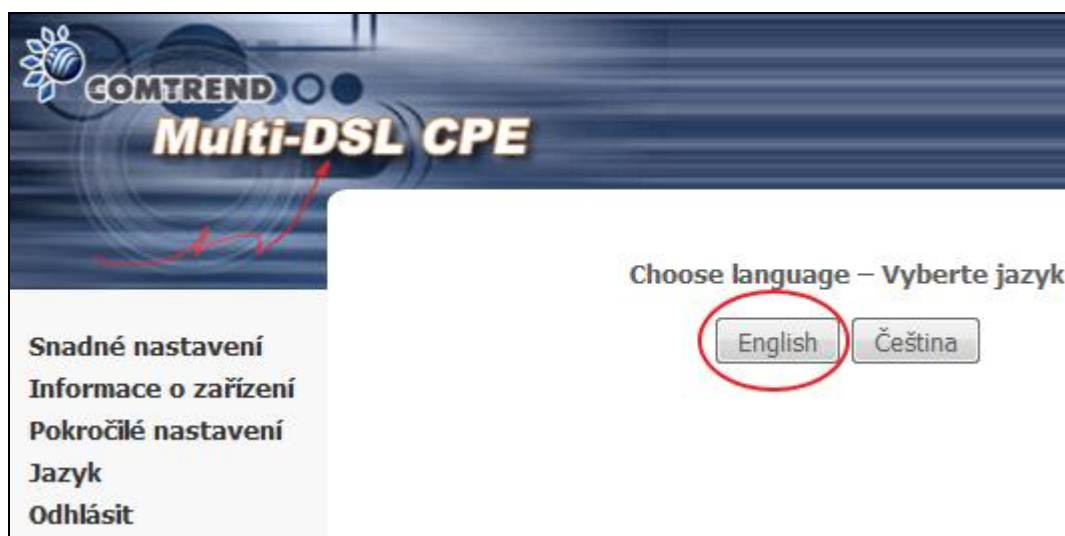 COMTREND
Multi-DSL CPE
Choose language – Vyberte jazyk
English Čeština
Snadné nastavení
Informace o zařízení
Pokročilé nastavení
Jazyk
Odhlásit